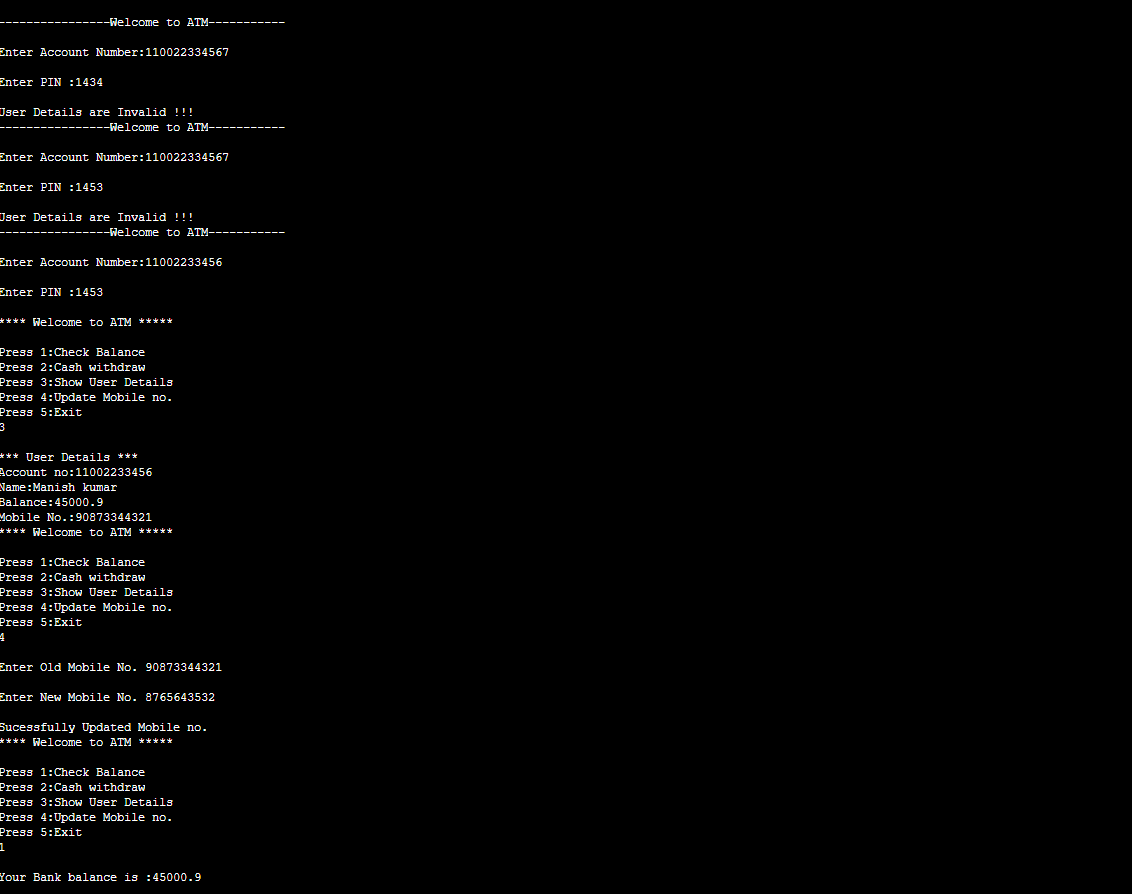 -----------------Welcome to ATM-----------
Enter Account Number:110022334567
Enter PIN :1434
User Details are Invalid !!!
-----------------Welcome to ATM-----------
Enter Account Number:110022334567
Enter PIN :1453
User Details are Invalid !!!
-----------------Welcome to ATM-----------
Enter Account Number:11002233456
Enter PIN :1453
**** Welcome to ATM *****
Press 1:Check Balance
Press 2:Cash withdraw
Press 3:Show User Details
Press 4:Update Mobile no.
Press 5:Exit
3
*** User Details ***
Account no:11002233456
Name:Manish kumar
Balance:45000.9
Mobile No.:90873344321
**** Welcome to ATM *****
Press 1:Check Balance
Press 2:Cash withdraw
Press 3:Show User Details
Press 4:Update Mobile no.
Press 5:Exit
4
Enter Old Mobile No. 90873344321
Enter New Mobile No. 8765643532
Sucessfully Updated Mobile no.
**** Welcome to ATM *****
Press 1:Check Balance
Press 2:Cash withdraw
Press 3:Show User Details
Press 4:Update Mobile no.
Press 5:Exit
1
Your Bank balance is :45000.9